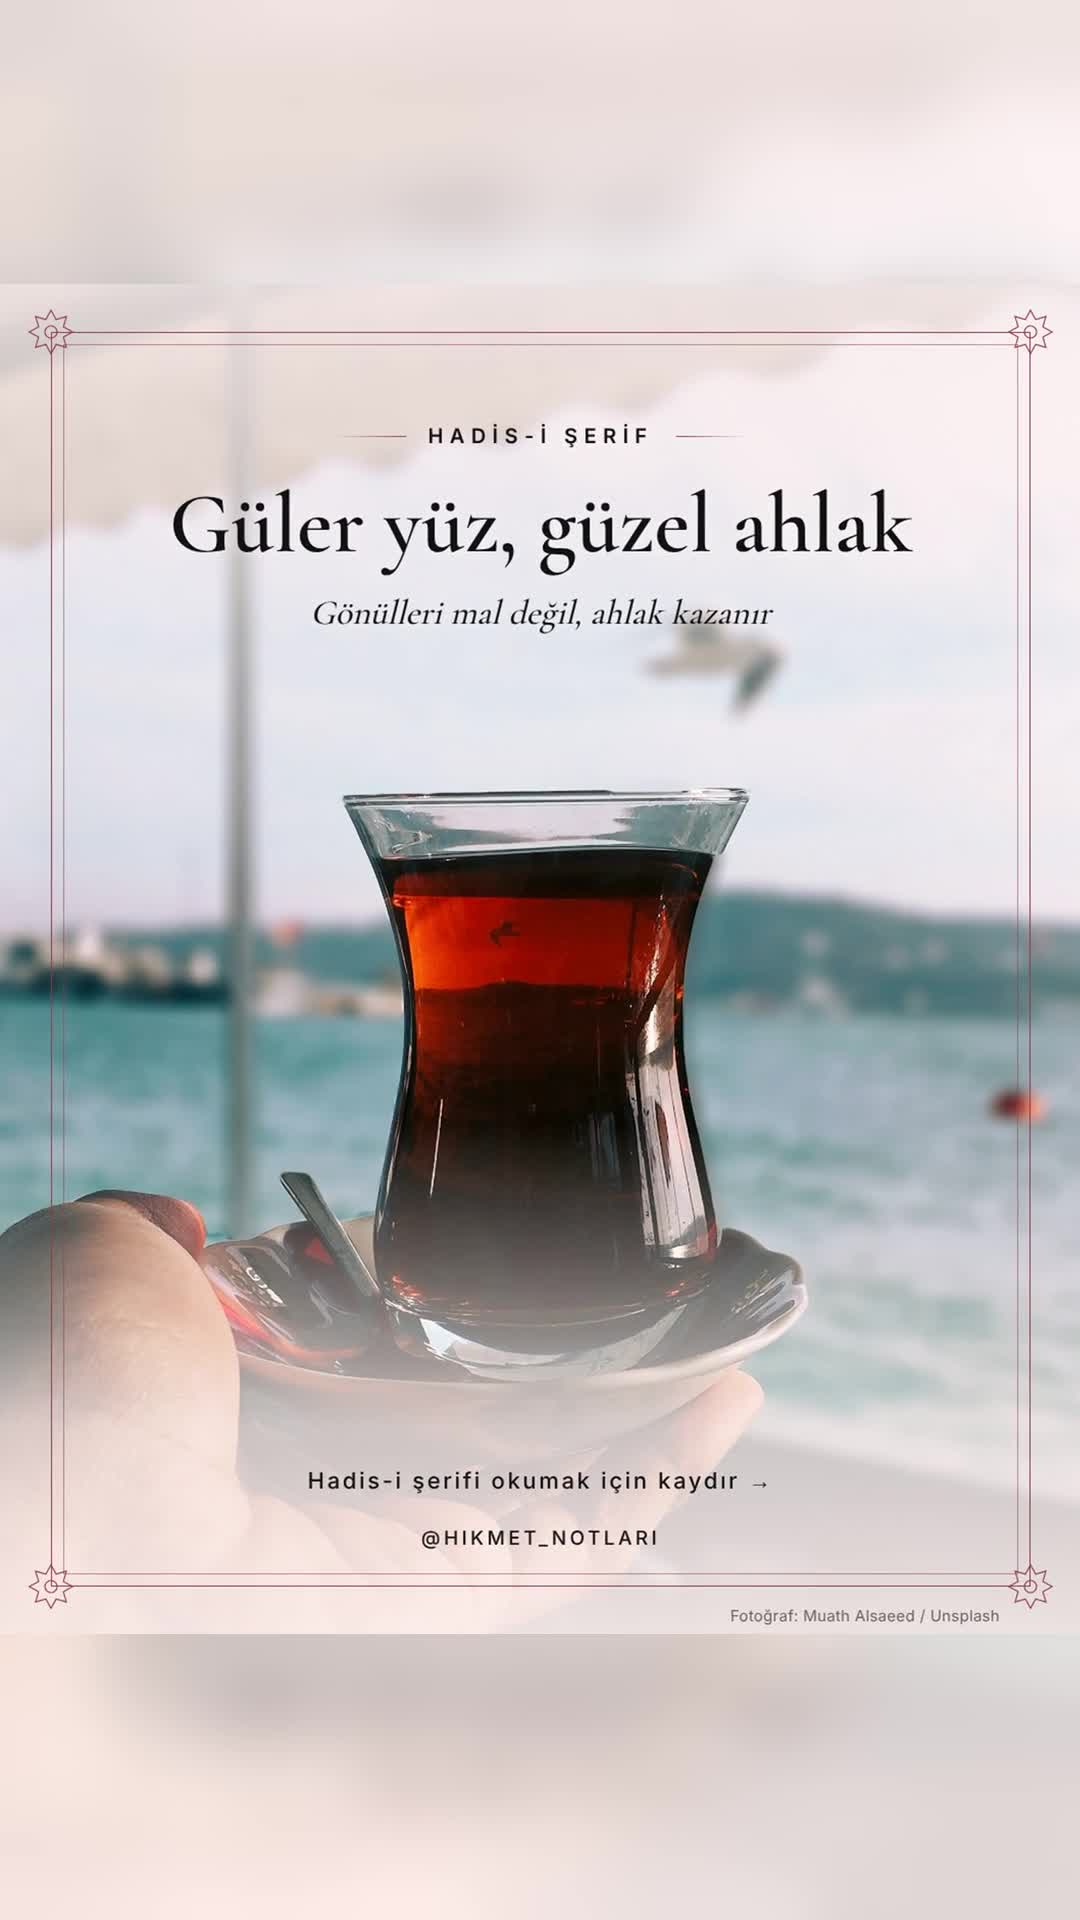 HADİS-İ ŞERİF
Güler yüz, güzel ahlak
Gönülleri mal değil, ahlak kazanır
Hadis-i şerifi okumak için kaydır →
@HIKMET_NOTLARI
Fotoğraf: Muath Alsaeed / Unsplash